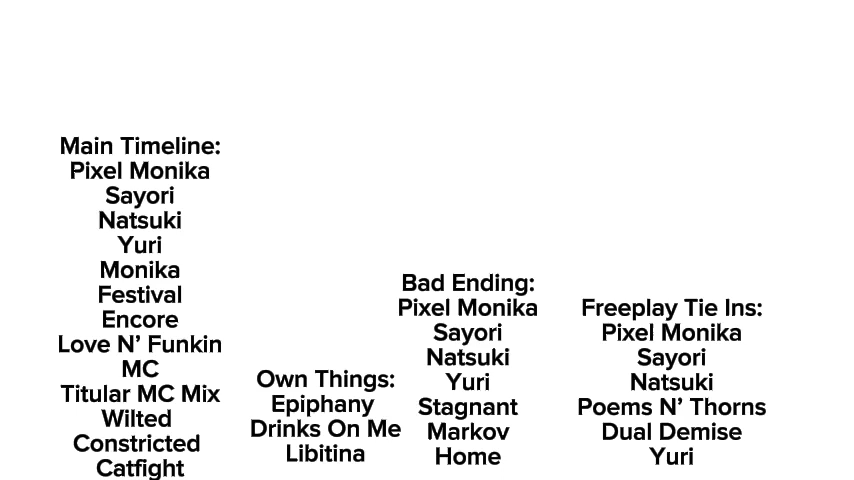 Main Timeline:
Pixel Monika
Sayori
Natsuki
Yuri
Monika
Festival
Encore
Love N’ Funkin
MC
Titular MC Mix
Wilted
Constricted
Catfight
Own Things:
Epiphany
Drinks On Me
Libitina
Bad Ending:
Pixel Monika
Sayori
Natsuki
Yuri
Stagnant
Markov
Home
Freeplay Tie Ins:
Pixel Monika
Sayori
Natsuki
Poems N’ Thorns
Dual Demise
Yuri